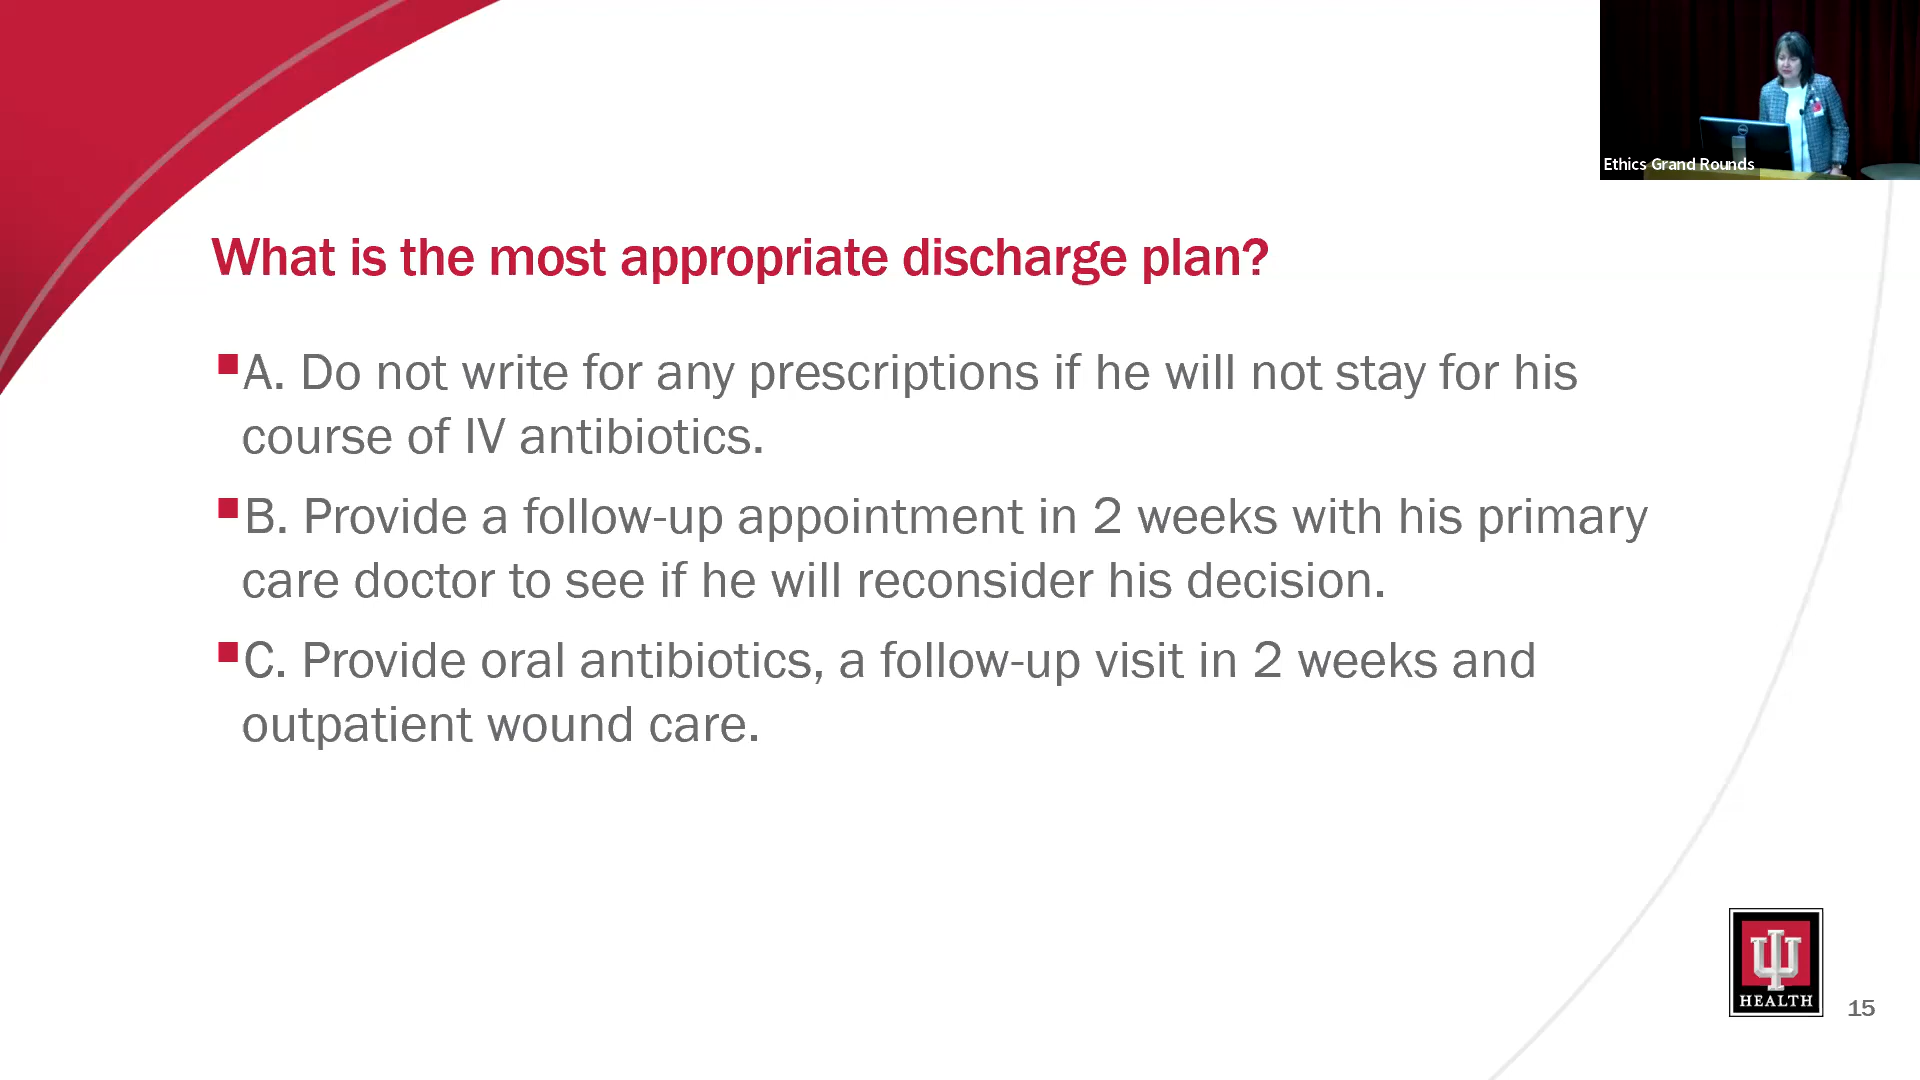 Ethics Grand Rounds
What is the most appropriate discharge plan?
A. Do not write for any prescriptions if he will not stay for his
course of IV antibiotics.
B. Provide a follow-up appointment in 2 weeks with his primary
care doctor to see if he will reconsider his decision.
C. Provide oral antibiotics, a follow-up visit in 2 weeks and
outpatient wound care.
HEALTH
15